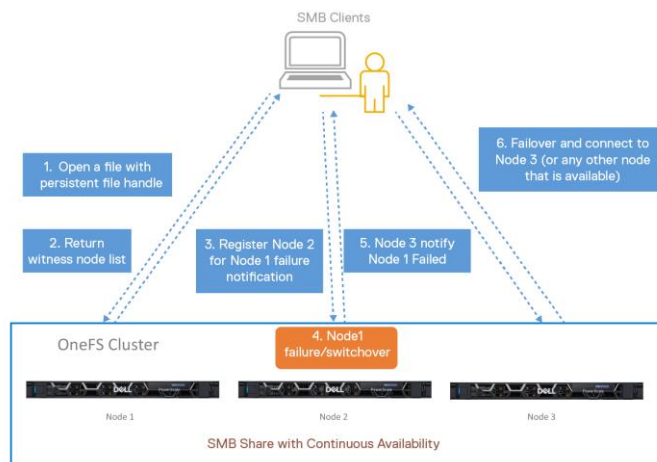 SMB Clients
1. Open a file with
persistent file handle
6. Failover and connect to
Node 3 (or any other node
that is available)
2. Return
witness node list
3. Register Node 2
for Node 1 failure
notification
5. Node 3 notify
Node 1 Failed
OneFS Cluster
4. Node1
failure/switchover
DELL
DELL
DELL
Node 1
Node 2
Node 3
SMB Share with Continuous Availability